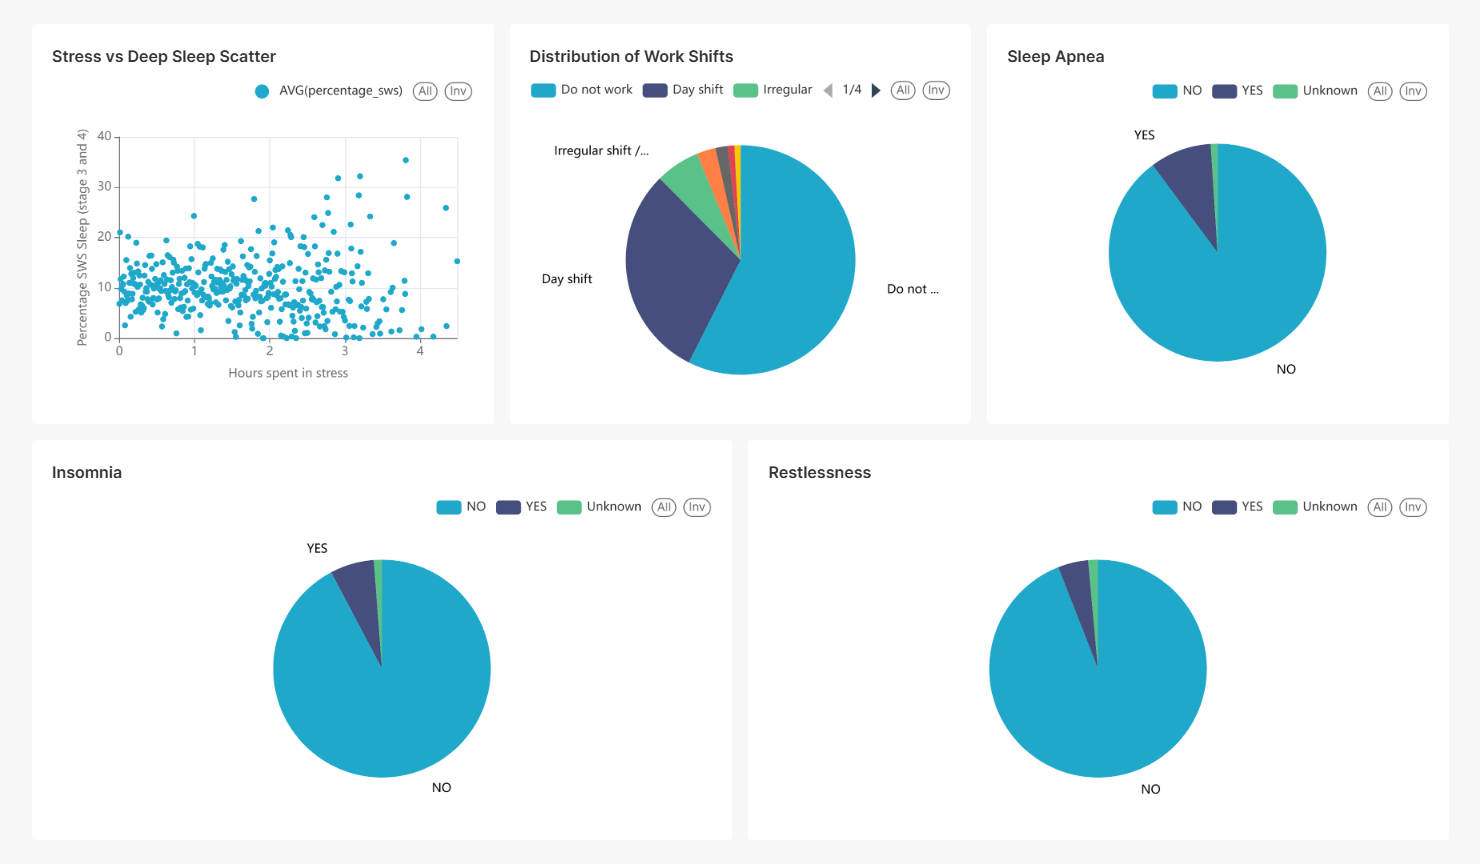 Stress vs Deep Sleep Scatter
AVG(percentage_sws) All Inv
Percentage SWS Sleep (stage 3 and 4)
40
30
20
10
0
0 1 2 3 4
Hours spent in stress
Distribution of Work Shifts
Do not work Day shift Irregular 1/4 All Inv
Irregular shift /...
Day shift
Do not ...
Sleep Apnea
NO YES Unknown All Inv
YES
NO
Insomnia
NO YES Unknown All Inv
YES
NO
Restlessness
NO YES Unknown All Inv
NO